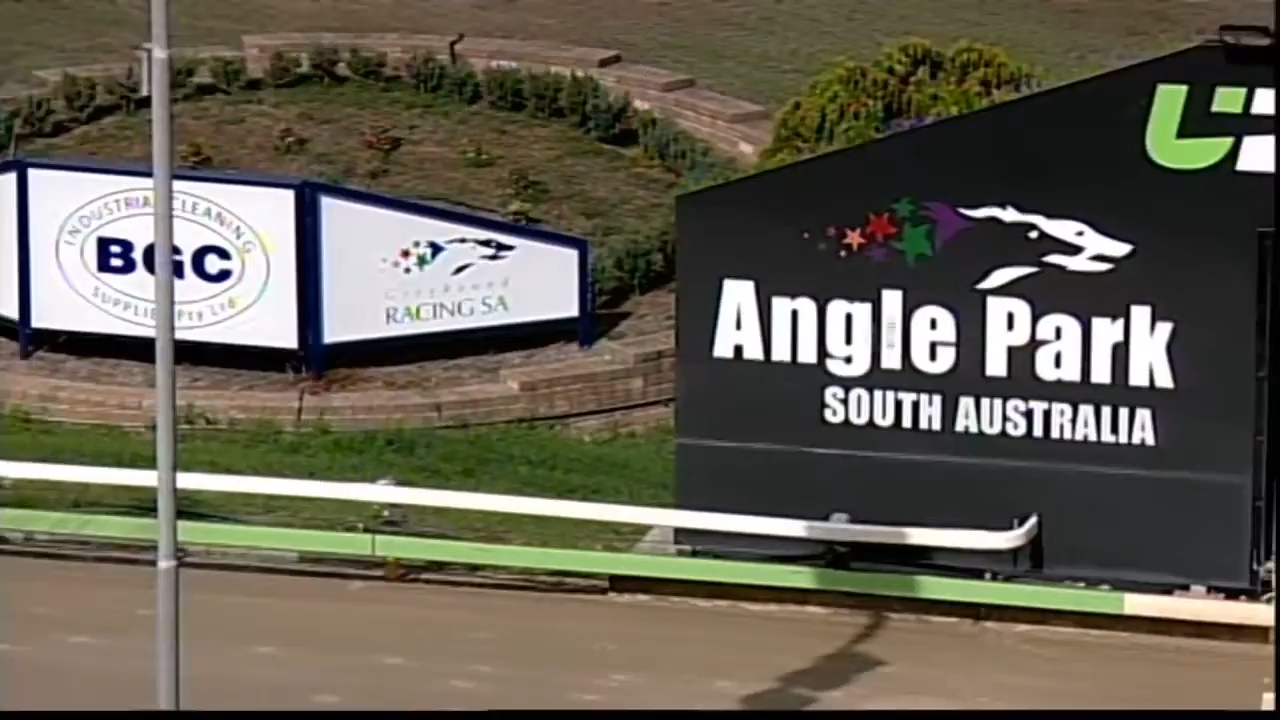 INDUSTRIAL CLEANING
BGC
SUPPLIES Pty Ltd
GREYHOUND
RACING SA
Angle Park
SOUTH AUSTRALIA